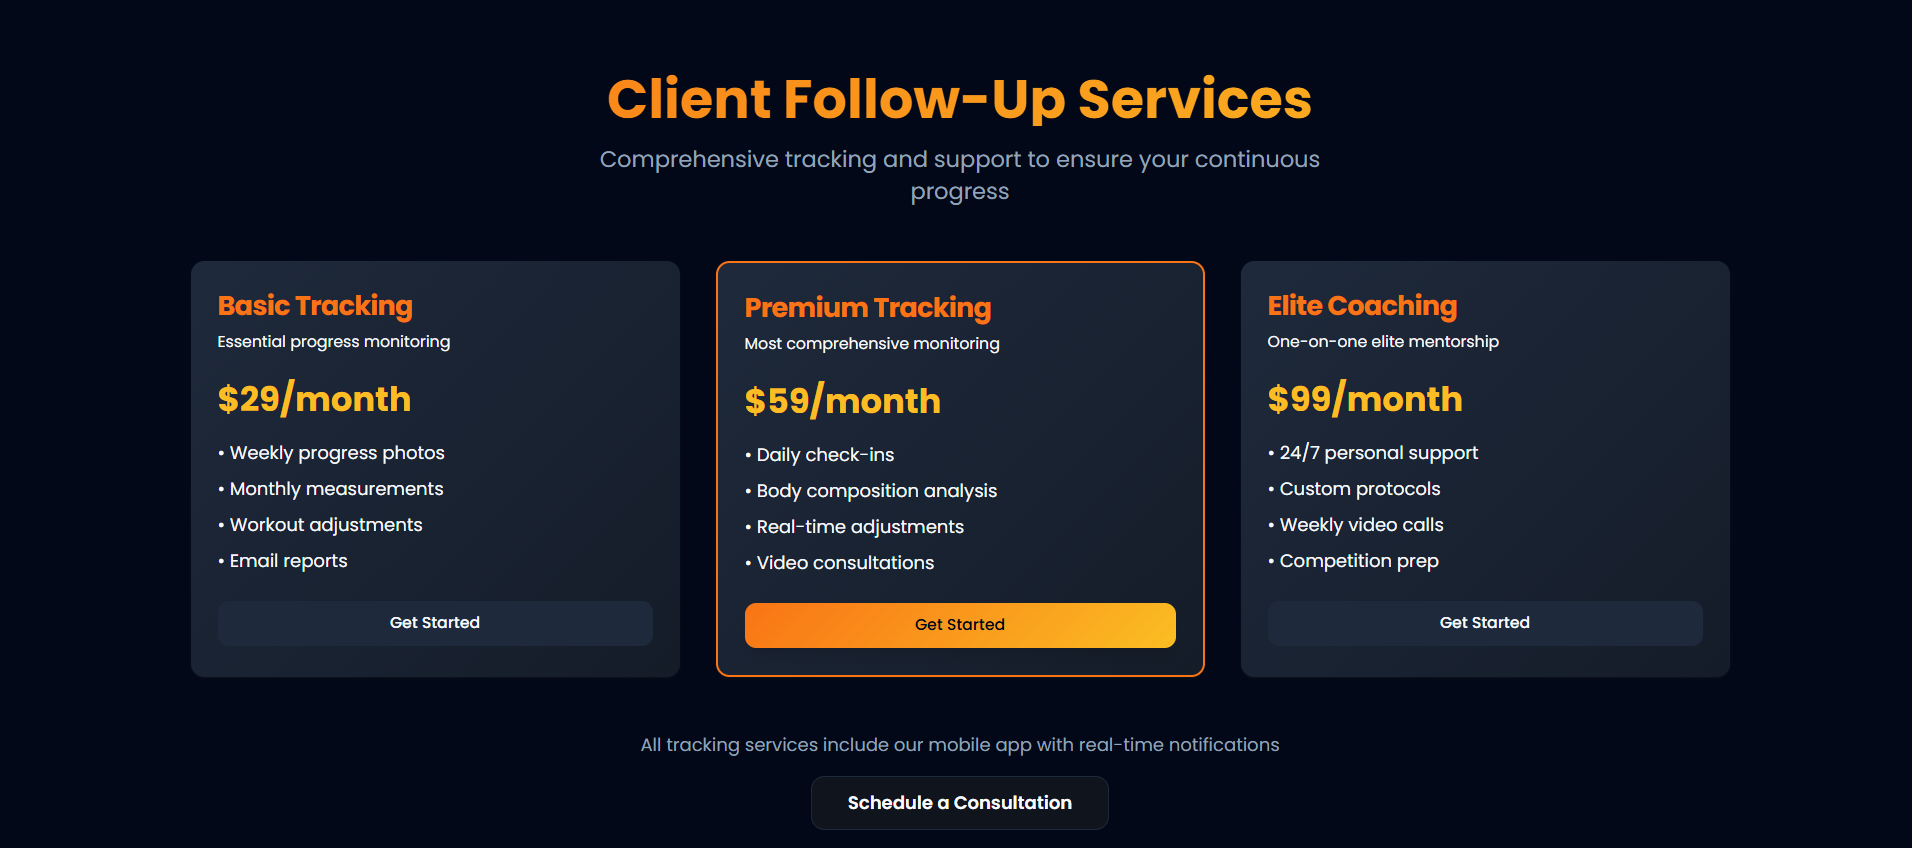 Client Follow-Up Services
Comprehensive tracking and support to ensure your continuous
progress
Basic Tracking
Essential progress monitoring
$29/month
• Weekly progress photos
• Monthly measurements
• Workout adjustments
• Email reports
Get Started
Premium Tracking
Most comprehensive monitoring
$59/month
• Daily check-ins
• Body composition analysis
• Real-time adjustments
• Video consultations
Get Started
Elite Coaching
One-on-one elite mentorship
$99/month
• 24/7 personal support
• Custom protocols
• Weekly video calls
• Competition prep
Get Started
All tracking services include our mobile app with real-time notifications
Schedule a Consultation